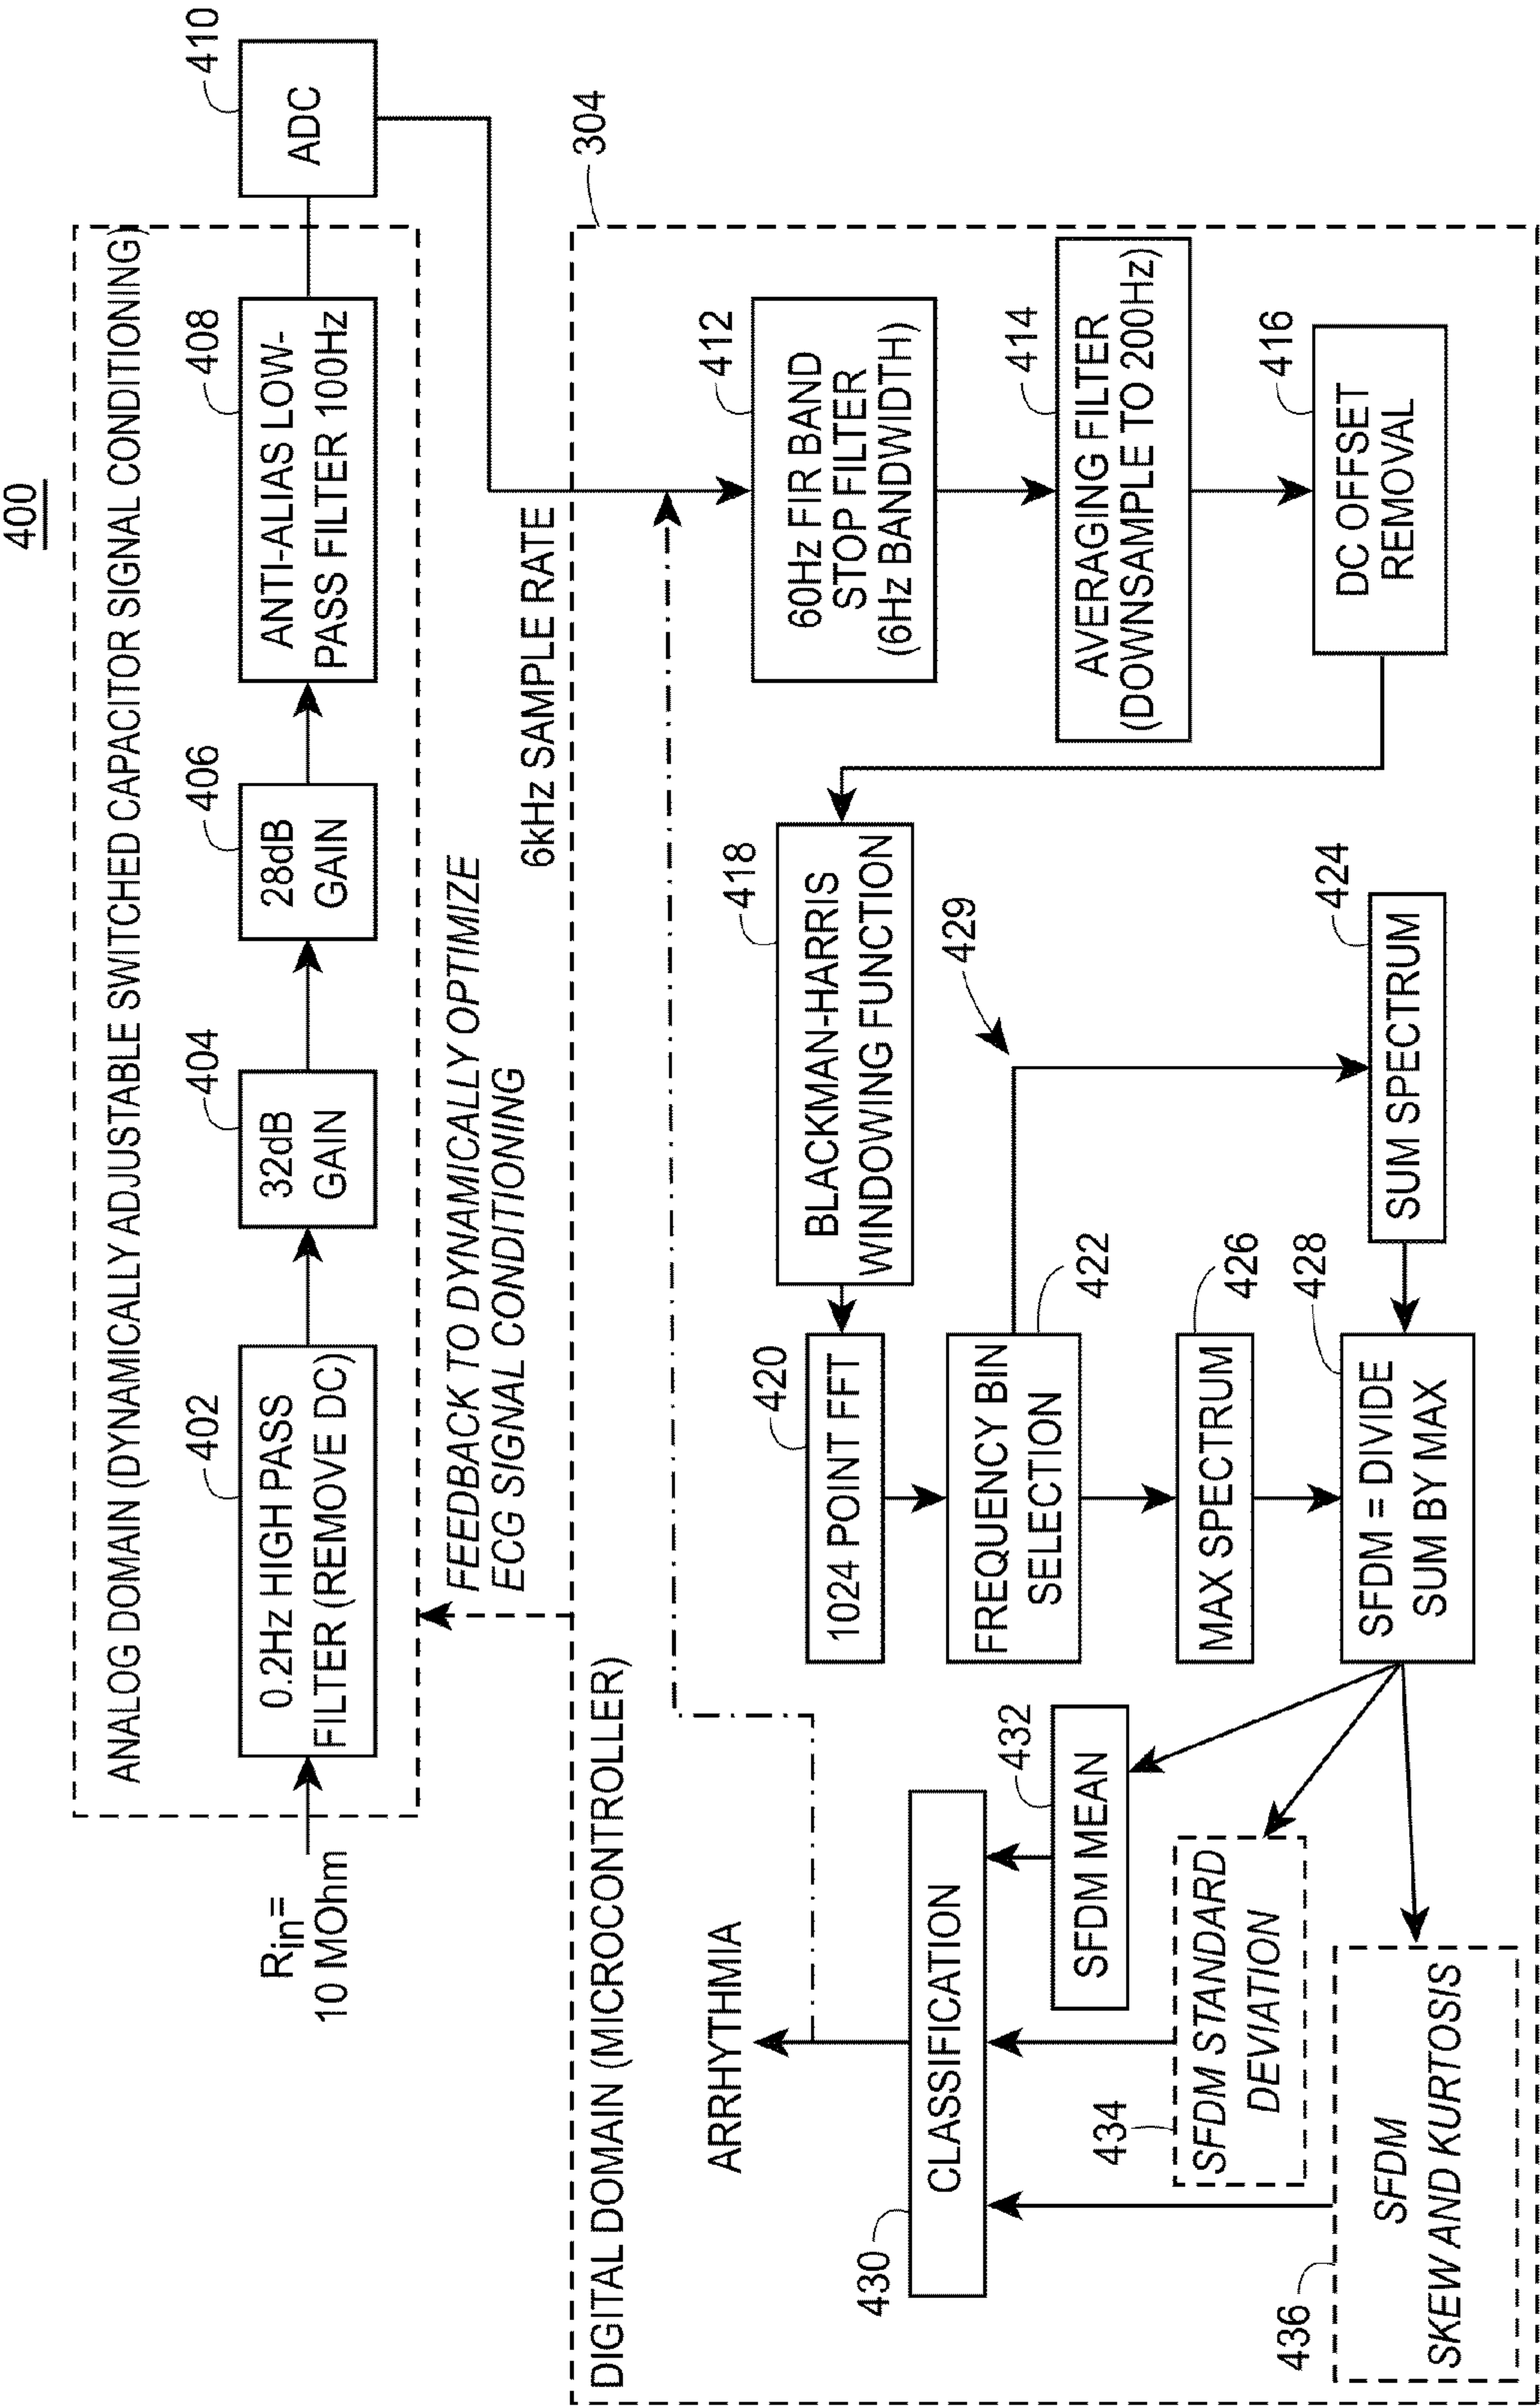 400
ANALOG DOMAIN (DYNAMICALLY ADJUSTABLE SWITCHED CAPACITOR SIGNAL CONDITIONING)
Rin=
10 MOhm
402
0.2Hz HIGH PASS
FILTER (REMOVE DC)
404
32dB
GAIN
406
28dB
GAIN
408
ANTI-ALIAS LOW-
PASS FILTER 100Hz
410
ADC
FEEDBACK TO DYNAMICALLY OPTIMIZE
ECG SIGNAL CONDITIONING
6kHz SAMPLE RATE
304
DIGITAL DOMAIN (MICROCONTROLLER)
412
60Hz FIR BAND
STOP FILTER
(6Hz BANDWIDTH)
414
AVERAGING FILTER
(DOWNSAMPLE TO 200Hz)
416
DC OFFSET
REMOVAL
418
BLACKMAN-HARRIS
WINDOWING FUNCTION
420
1024 POINT FFT
422
FREQUENCY BIN
SELECTION
429
424
SUM SPECTRUM
426
MAX SPECTRUM
428
SFDM = DIVIDE
SUM BY MAX
432
SFDM MEAN
434
SFDM STANDARD
DEVIATION
436
SFDM
SKEW AND KURTOSIS
430
CLASSIFICATION
ARRHYTHMIA